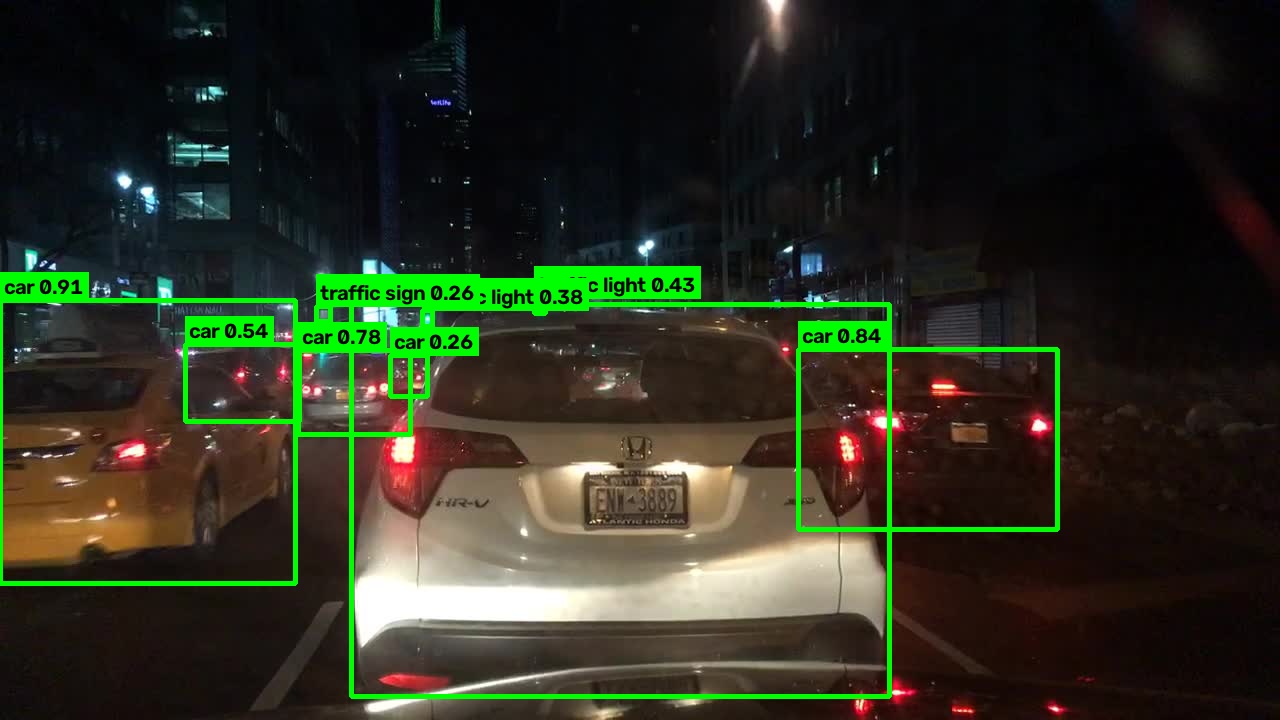 MetLife
car 0.91
traffic sign 0.26
c light 0.38
c light 0.43
car 0.54
car 0.78
car 0.26
car 0.84
HR-V
ENW 3889
ATLANTIC HONDA